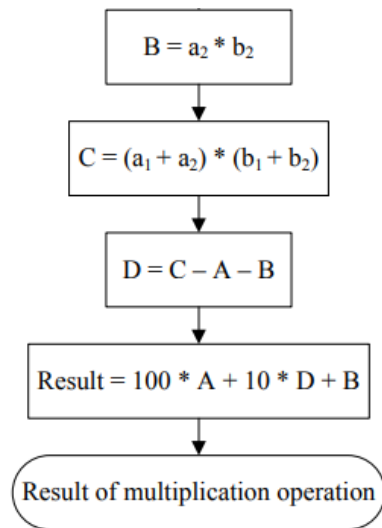 B = a₂ * b₂
C = (a₁ + a₂) * (b₁ + b₂)
D = C – A – B
Result = 100 * A + 10 * D + B
Result of multiplication operation